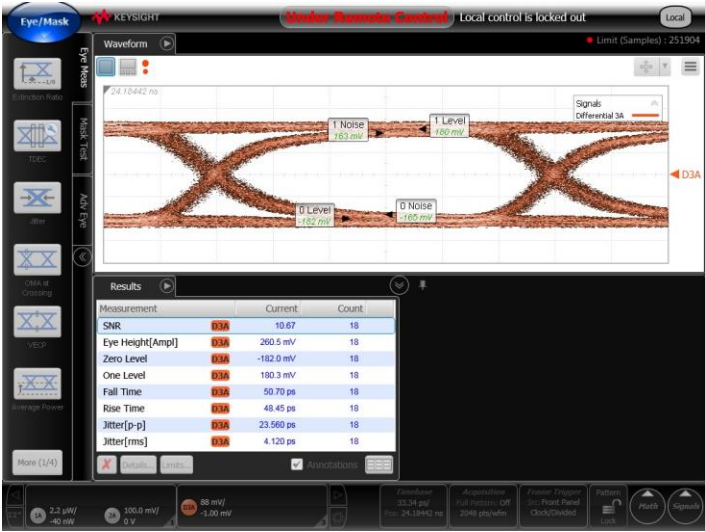 Eye/Mask
KEYSIGHT
Under Remote Control
Local control is locked out
Local
Waveform
Limit (Samples) : 251904
Eye Meas
Mask Test
Adv Eye
Extinction Ratio
TDEC
Jitter
OMA at
Crossing
VECP
Average Power
More (1/4)
24.18442 ns
Signals
Differential 3A
1 Noise
163 mV
1 Level
180 mV
0 Level
-182 mV
0 Noise
-165 mV
D3A
Results
Measurement Current Count
SNR D3A 10.67 18
Eye Height[Ampl] D3A 260.5 mV 18
Zero Level D3A -182.0 mV 18
One Level D3A 180.3 mV 18
Fall Time D3A 50.70 ps 18
Rise Time D3A 48.45 ps 18
Jitter[p-p] D3A 23.560 ps 18
Jitter[rms] D3A 4.120 ps 18
Details... Limits... Annotations
1A 2.2 µW/
-40 nW
2A 100.0 mV/
0 V
D3A 88 mV/
-1.00 mV
Timebase
33.34 ps/
Pos: 24.18442 ns
Acquisition
Full Pattern: Off
2048 pts/wfm
Frame Trigger
Src: Front Panel
Clock/Divided
Pattern
Lock
Math
Signals